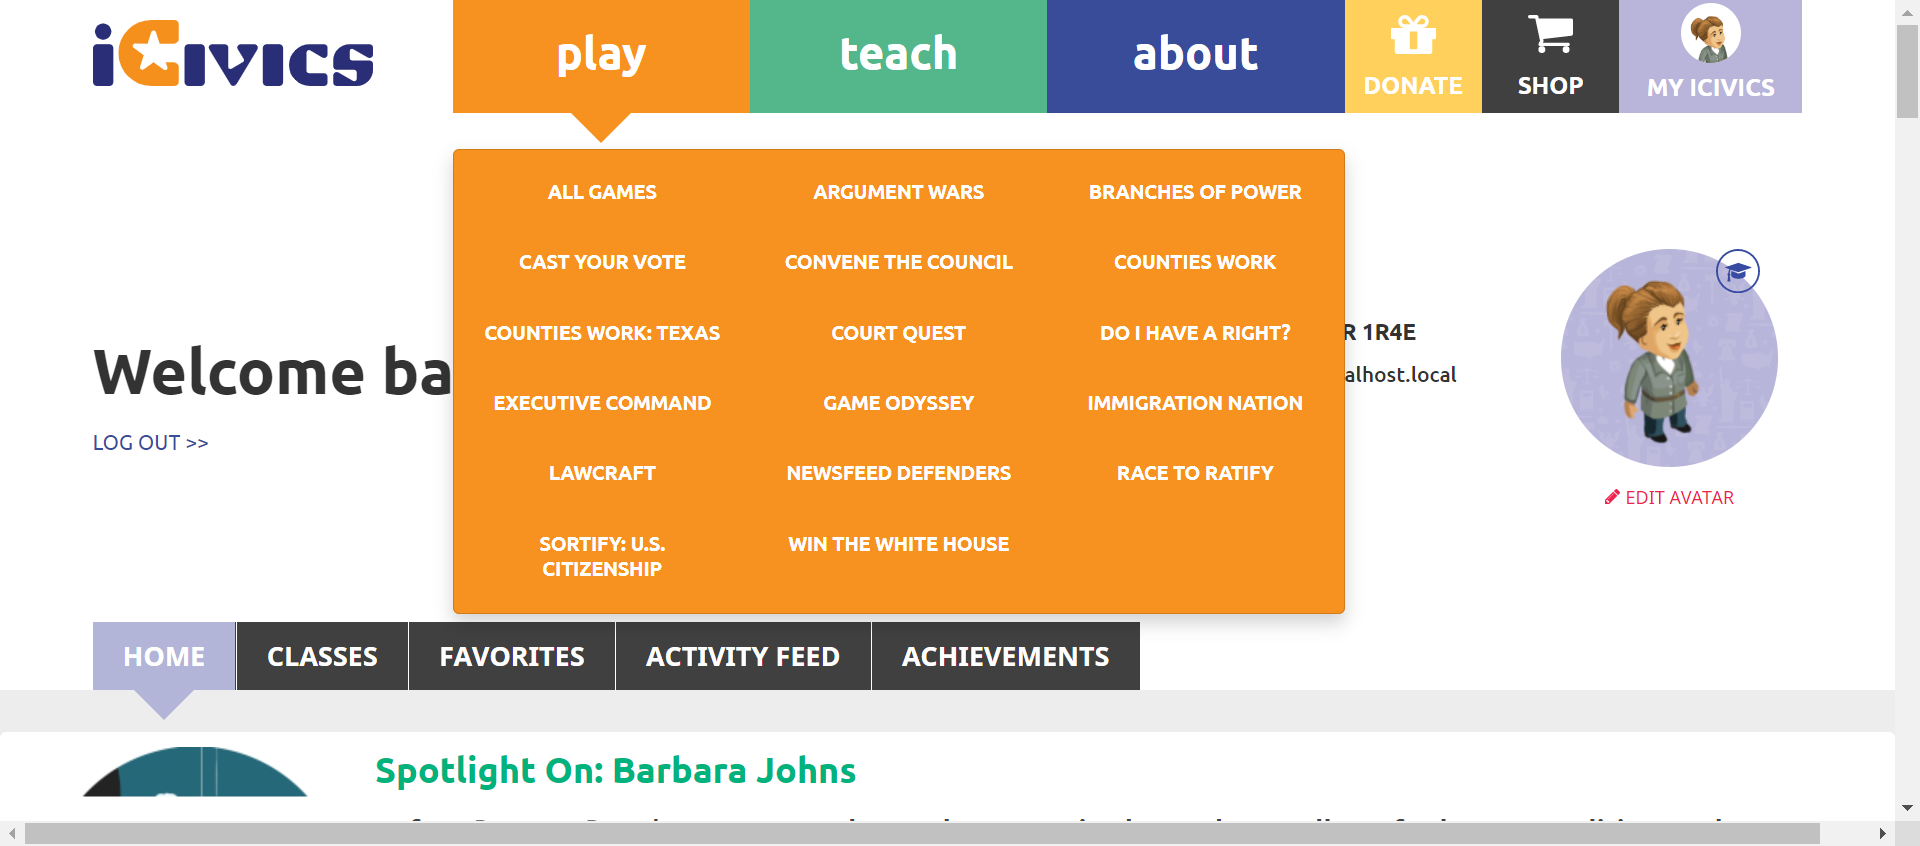 iCivics
play
teach
about
DONATE
SHOP
MY ICIVICS
ALL GAMES
ARGUMENT WARS
BRANCHES OF POWER
CAST YOUR VOTE
CONVENE THE COUNCIL
COUNTIES WORK
COUNTIES WORK: TEXAS
COURT QUEST
DO I HAVE A RIGHT?
EXECUTIVE COMMAND
GAME ODYSSEY
IMMIGRATION NATION
LAWCRAFT
NEWSFEED DEFENDERS
RACE TO RATIFY
SORTIFY: U.S.
CITIZENSHIP
WIN THE WHITE HOUSE
Welcome ba
R 1R4E
alhost.local
LOG OUT >>
EDIT AVATAR
HOME
CLASSES
FAVORITES
ACTIVITY FEED
ACHIEVEMENTS
Spotlight On: Barbara Johns